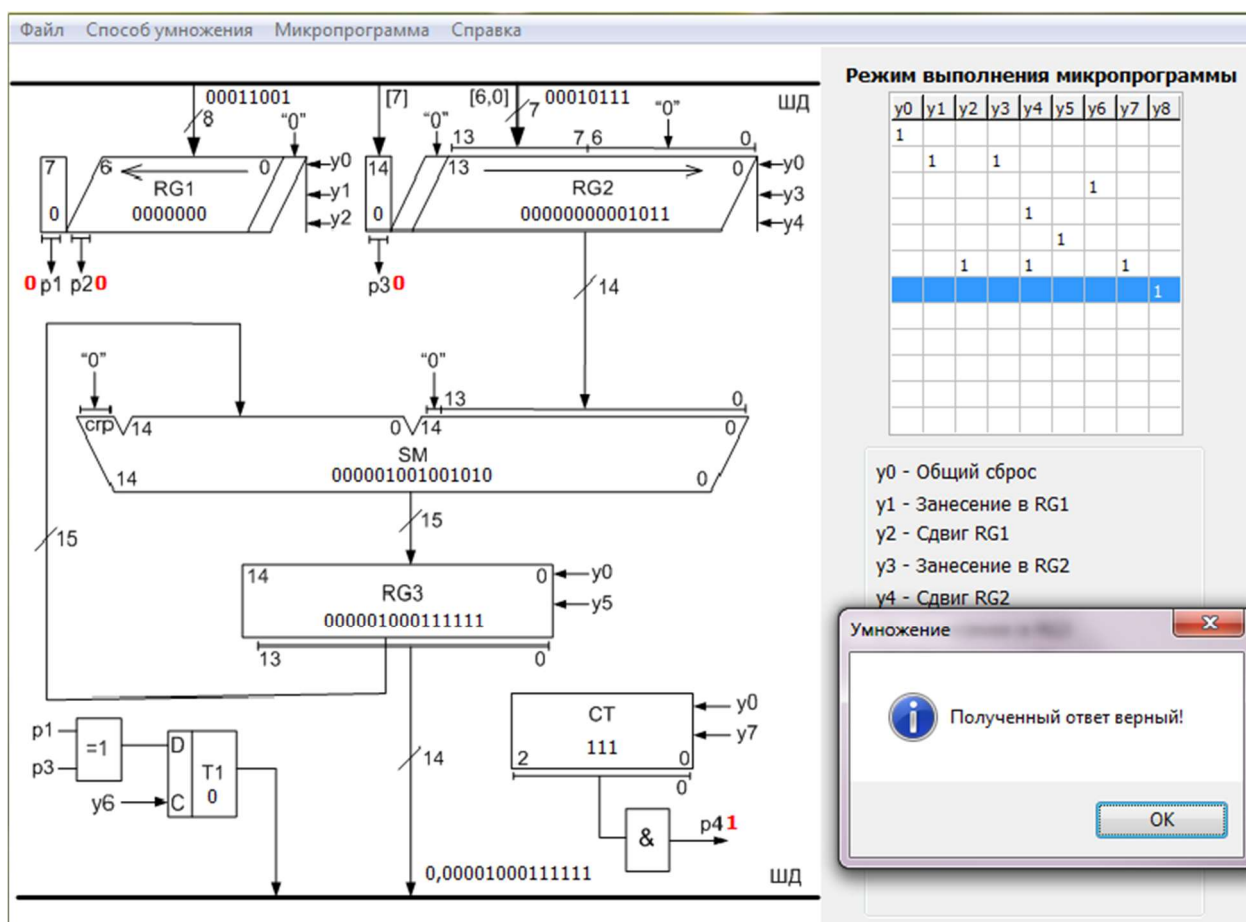 Файл Способ умножения Микропрограмма Справка
00011001 [7] [6,0] 00010111 ШД
8 7
"0" "0" "0"
13 7 6 0
7 6 0 14 13 0
RG1 RG2
0 0000000 0 00000000001011
y0
y1
y2
y0
y3
y4
0 p1 p2 0 p3 0
14
"0" "0"
13 0
сгр 14 0 14 0
SM
14 000001001001010 0
15
15
14 0
RG3
000001000111111
y0
y5
13 0
p1
p3
=1
D
C
T1
0
y6
14
CT
111
2 0
0
y0
y7
&
p4 1
0,00001000111111 ШД
Режим выполнения микропрограммы
y0 y1 y2 y3 y4 y5 y6 y7 y8
1
1 1
1
1
1
1 1 1
1
y0 - Общий сброс
y1 - Занесение в RG1
y2 - Сдвиг RG1
y3 - Занесение в RG2
y4 - Сдвиг RG2
Умножение
Полученный ответ верный!
OK